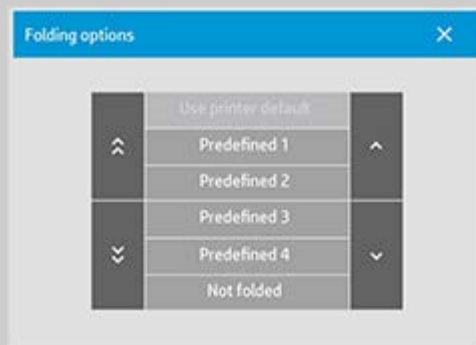 Folding options
Use printer default
Predefined 1
Predefined 2
Predefined 3
Predefined 4
Not folded